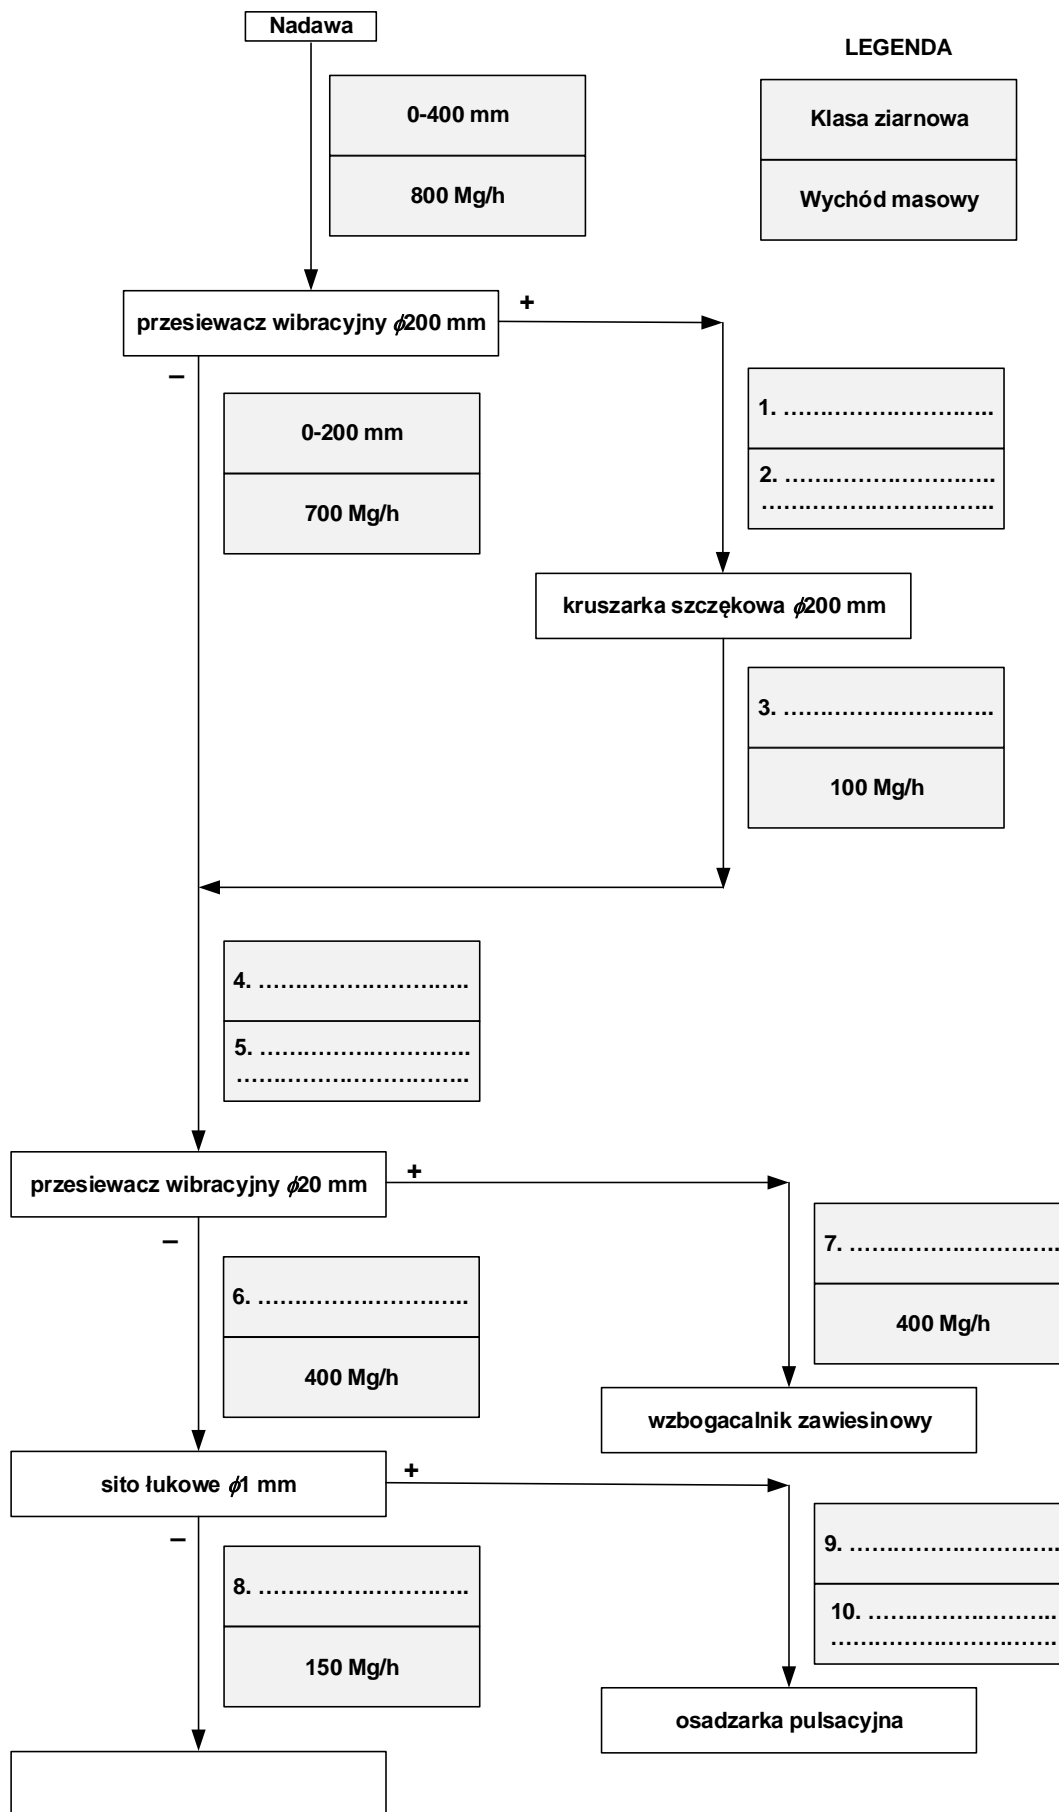 Nadawa
LEGENDA
0-400 mm
800 Mg/h
Klasa ziarnowa
Wychód masowy
+
przesiewacz wibracyjny ϕ200 mm
–
0-200 mm
700 Mg/h
1. …………………………..
2. …………………………..
…………………………..
kruszarka szczękowa ϕ200 mm
3. …………………………..
100 Mg/h
4. …………………………..
5. …………………………..
…………………………..
przesiewacz wibracyjny ϕ20 mm
+
–
6. …………………………..
400 Mg/h
7. …………………………..
400 Mg/h
wzbogacalnik zawiesinowy
sito łukowe ϕ1 mm
+
–
8. …………………………..
150 Mg/h
9. …………………………..
10. ………………………..
…………………………..
osadzarka pulsacyjna